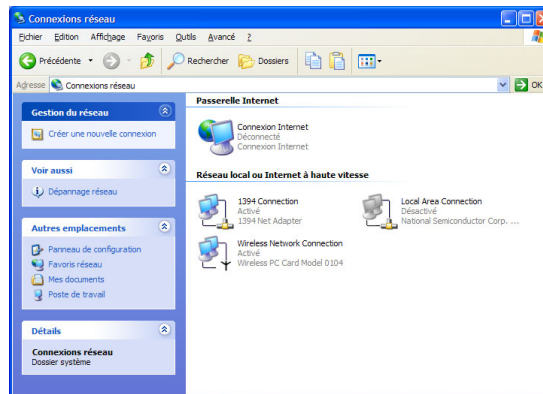 Connexions réseau
Fichier Edition Affichage Favoris Outils Avancé ?
Précédente Rechercher Dossiers
Adresse Connexions réseau OK
Gestion du réseau
Créer une nouvelle connexion
Voir aussi
Dépannage réseau
Autres emplacements
Panneau de configuration
Favoris réseau
Mes documents
Poste de travail
Détails
Connexions réseau
Dossier système
Passerelle Internet
Connexion Internet
Déconnecté
Connexion Internet
Réseau local ou Internet à haute vitesse
1394 Connection
Activé
1394 Net Adapter
Local Area Connection
Désactivé
National Semiconductor Corp. ...
Wireless Network Connection
Activé
Wireless PC Card Model 0104